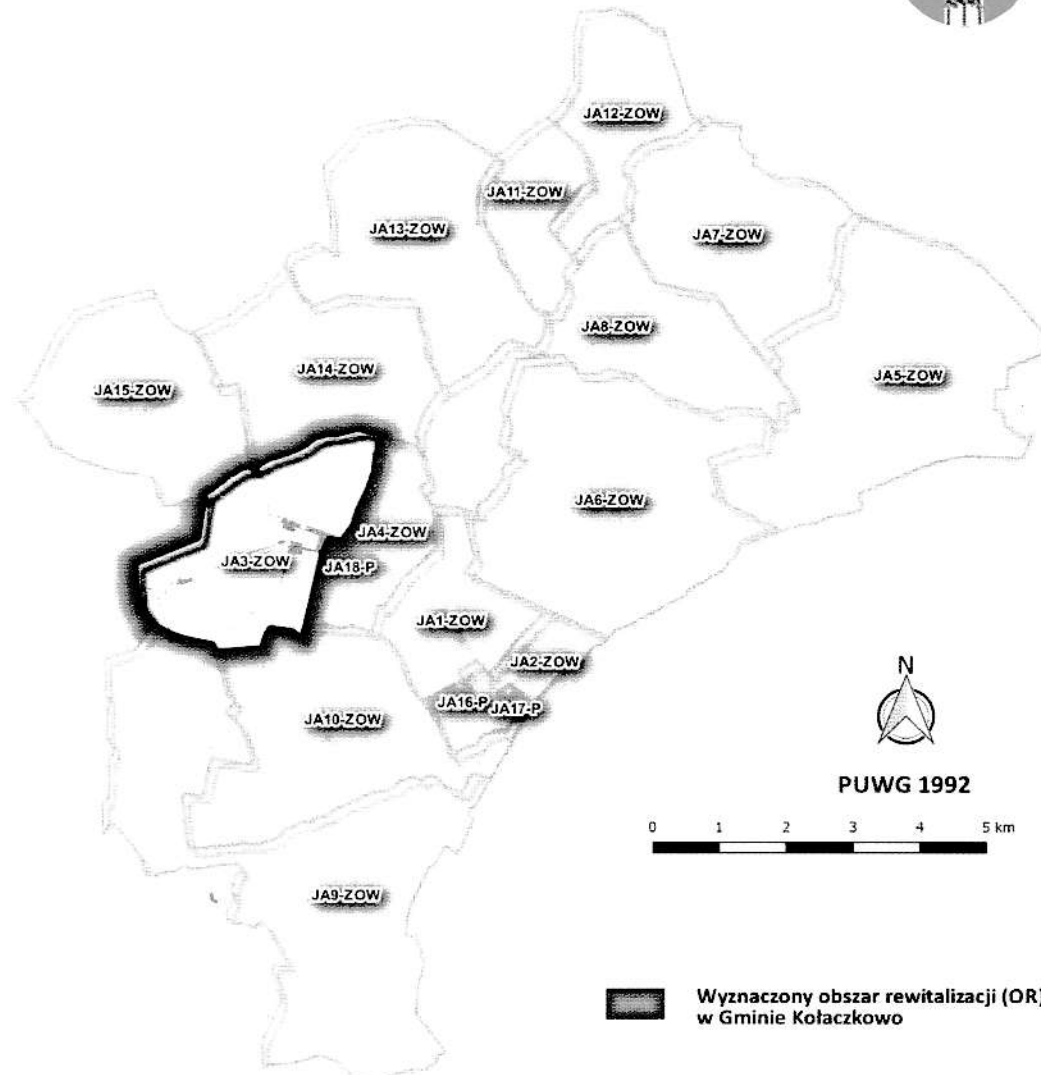 JA12-ZOW
JA11-ZOW
JA13-ZOW
JA7-ZOW
JA8-ZOW
JA14-ZOW
JA15-ZOW
JA5-ZOW
JA6-ZOW
JA4-ZOW
JA3-ZOW
JA18-P
JA1-ZOW
JA2-ZOW
JA16-P
JA17-P
JA10-ZOW
N
PUWG 1992
0 1 2 3 4 5 km
JA9-ZOW
Wyznaczony obszar rewitalizacji (OR)
w Gminie Kołaczkowo